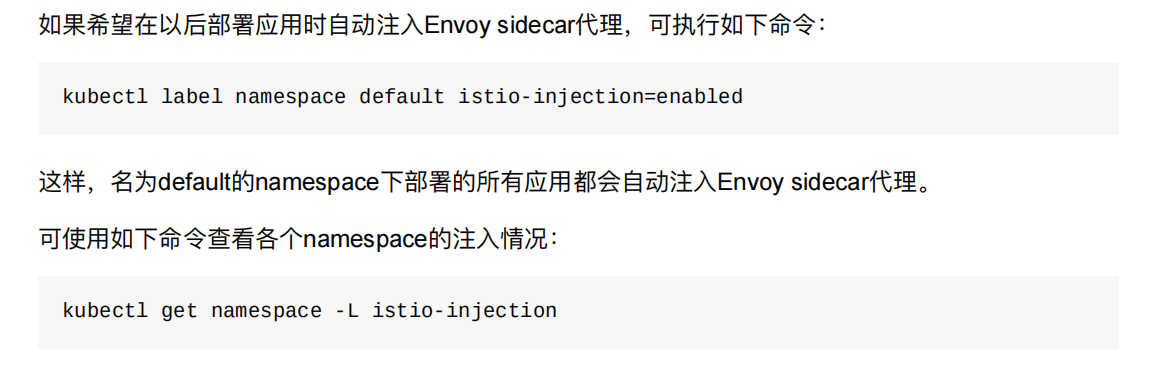 如果希望在以后部署应用时自动注入Envoy sidecar代理，可执行如下命令：
kubectl label namespace default istio-injection=enabled
这样，名为default的namespace下部署的所有应用都会自动注入Envoy sidecar代理。
可使用如下命令查看各个namespace的注入情况：
kubectl get namespace -L istio-injection